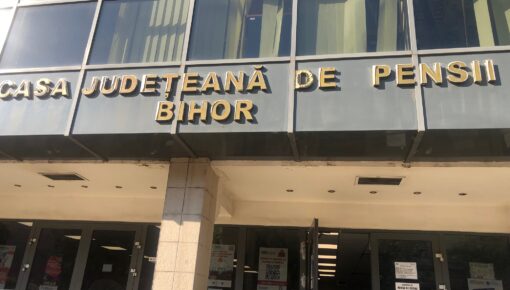 CASA JUDEȚEANĂ DE PENSII
BIHOR